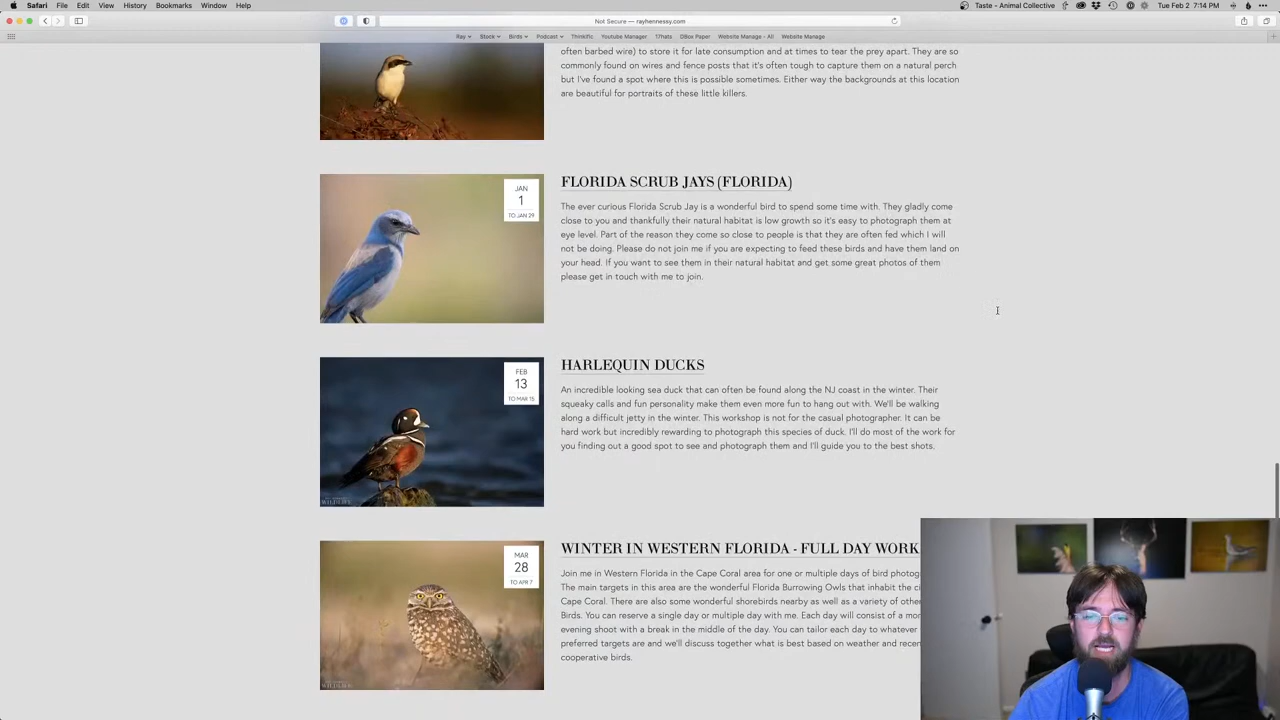 Safari File Edit View History Bookmarks Window Help Taste - Animal Collective Tue Feb 2 7:14 PM
Not Secure — rayhennessy.com
Ray Stock Birds Podcast Thinkific Youtube Manager 17hats DBox Paper Website Manage - All Website Manage
often barbed wire) to store it for late consumption and at times to tear the prey apart. They are so
commonly found on wires and fence posts that it's often tough to capture them on a natural perch
but I've found a spot where this is possible sometimes. Either way the backgrounds at this location
are beautiful for portraits of these little killers.
JAN
1
TO JAN 29
FLORIDA SCRUB JAYS (FLORIDA)
The ever curious Florida Scrub Jay is a wonderful bird to spend some time with. They gladly come
close to you and thankfully their natural habitat is low growth so it's easy to photograph them at
eye level. Part of the reason they come so close to people is that they are often fed which I will
not be doing. Please do not join me if you are expecting to feed these birds and have them land on
your head. If you want to see them in their natural habitat and get some great photos of them
please get in touch with me to join.
FEB
13
TO MAR 15
HARLEQUIN DUCKS
An incredible looking sea duck that can often be found along the NJ coast in the winter. Their
squeaky calls and fun personality make them even more fun to hang out with. We'll be walking
along a difficult jetty in the winter. This workshop is not for the casual photographer. It can be
hard work but incredibly rewarding to photograph this species of duck. I'll do most of the work for
you finding out a good spot to see and photograph them and I'll guide you to the best shots.
MAR
28
TO APR 7
WINTER IN WESTERN FLORIDA - FULL DAY WORK
Join me in Western Florida in the Cape Coral area for one or multiple days of bird photog
The main targets in this area are the wonderful Florida Burrowing Owls that inhabit the ci
Cape Coral. There are also some wonderful shorebirds nearby as well as a variety of other
Birds. You can reserve a single day or multiple day with me. Each day will consist of a mor
evening shoot with a break in the middle of the day. You can tailor each day to whatever
preferred targets are and we'll discuss together what is best based on weather and recen
cooperative birds.